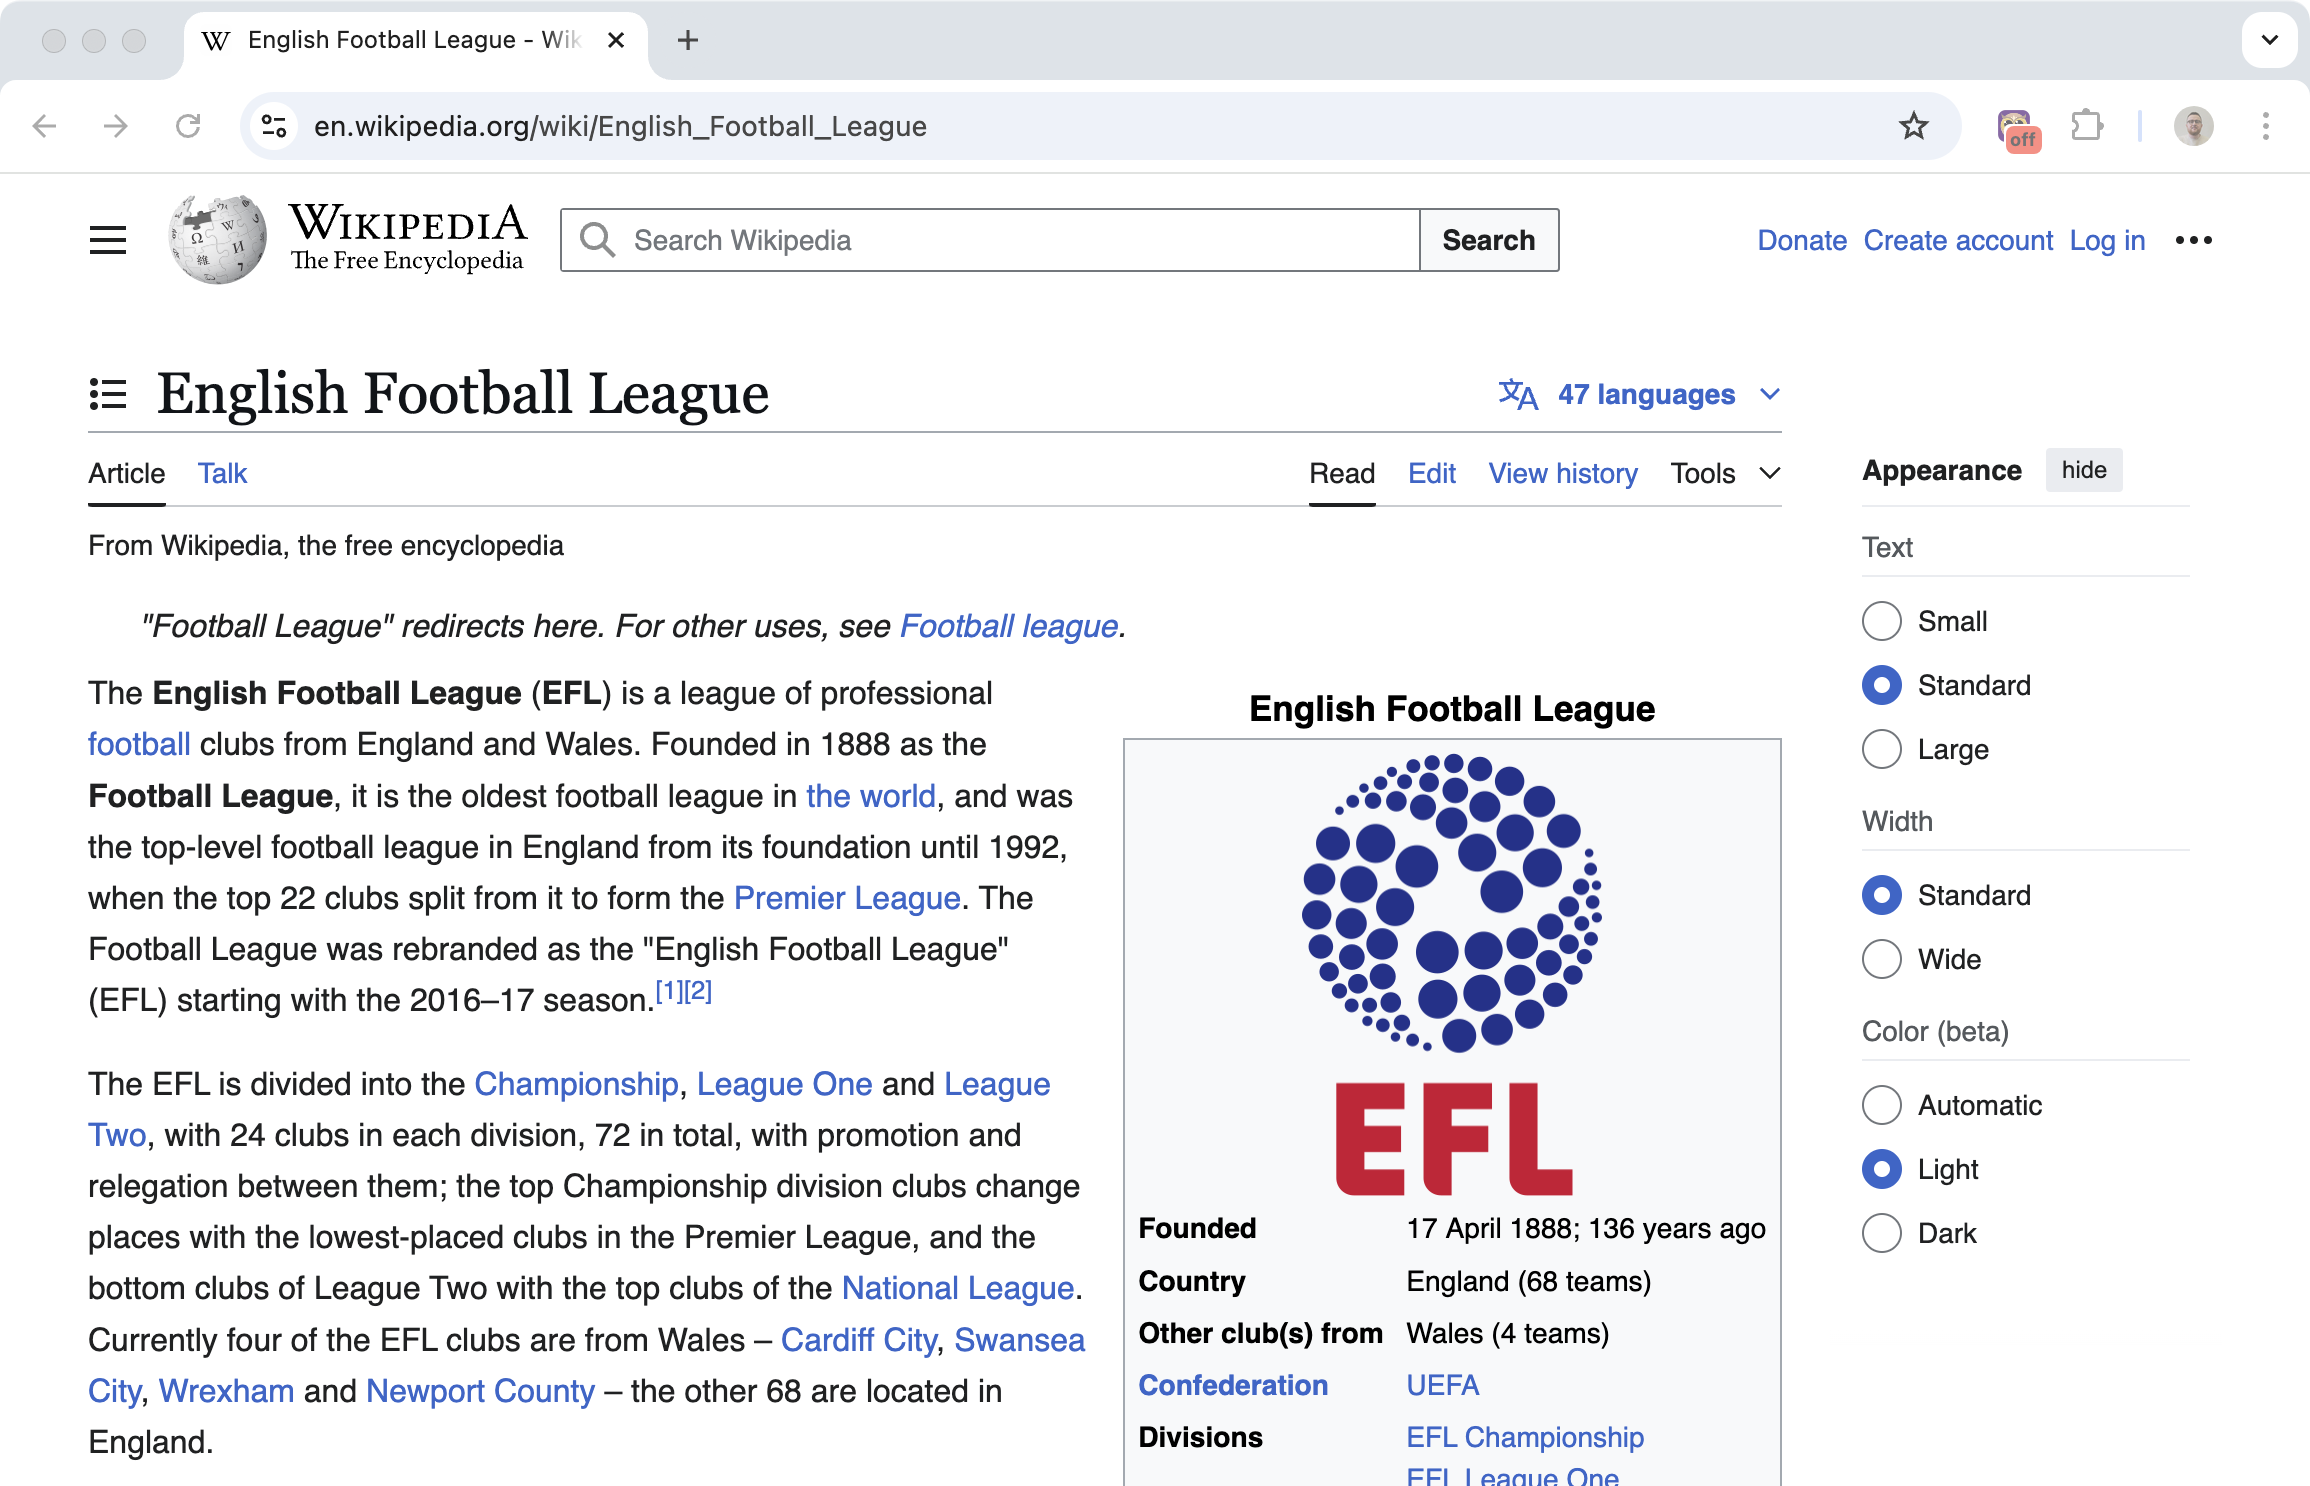 English Football League - Wik
en.wikipedia.org/wiki/English_Football_League
off
WIKIPEDIA
The Free Encyclopedia
Search Wikipedia
Search
Donate Create account Log in
English Football League
47 languages
Article Talk
Read Edit View history Tools
From Wikipedia, the free encyclopedia
"Football League" redirects here. For other uses, see Football league.
The English Football League (EFL) is a league of professional
football clubs from England and Wales. Founded in 1888 as the
Football League, it is the oldest football league in the world, and was
the top-level football league in England from its foundation until 1992,
when the top 22 clubs split from it to form the Premier League. The
Football League was rebranded as the "English Football League"
(EFL) starting with the 2016–17 season.[1][2]
The EFL is divided into the Championship, League One and League
Two, with 24 clubs in each division, 72 in total, with promotion and
relegation between them; the top Championship division clubs change
places with the lowest-placed clubs in the Premier League, and the
bottom clubs of League Two with the top clubs of the National League.
Currently four of the EFL clubs are from Wales – Cardiff City, Swansea
City, Wrexham and Newport County – the other 68 are located in
England.
English Football League
EFL
Founded 17 April 1888; 136 years ago
Country England (68 teams)
Other club(s) from Wales (4 teams)
Confederation UEFA
Divisions EFL Championship
EFL League One
Appearance hide
Text
Small
Standard
Large
Width
Standard
Wide
Color (beta)
Automatic
Light
Dark